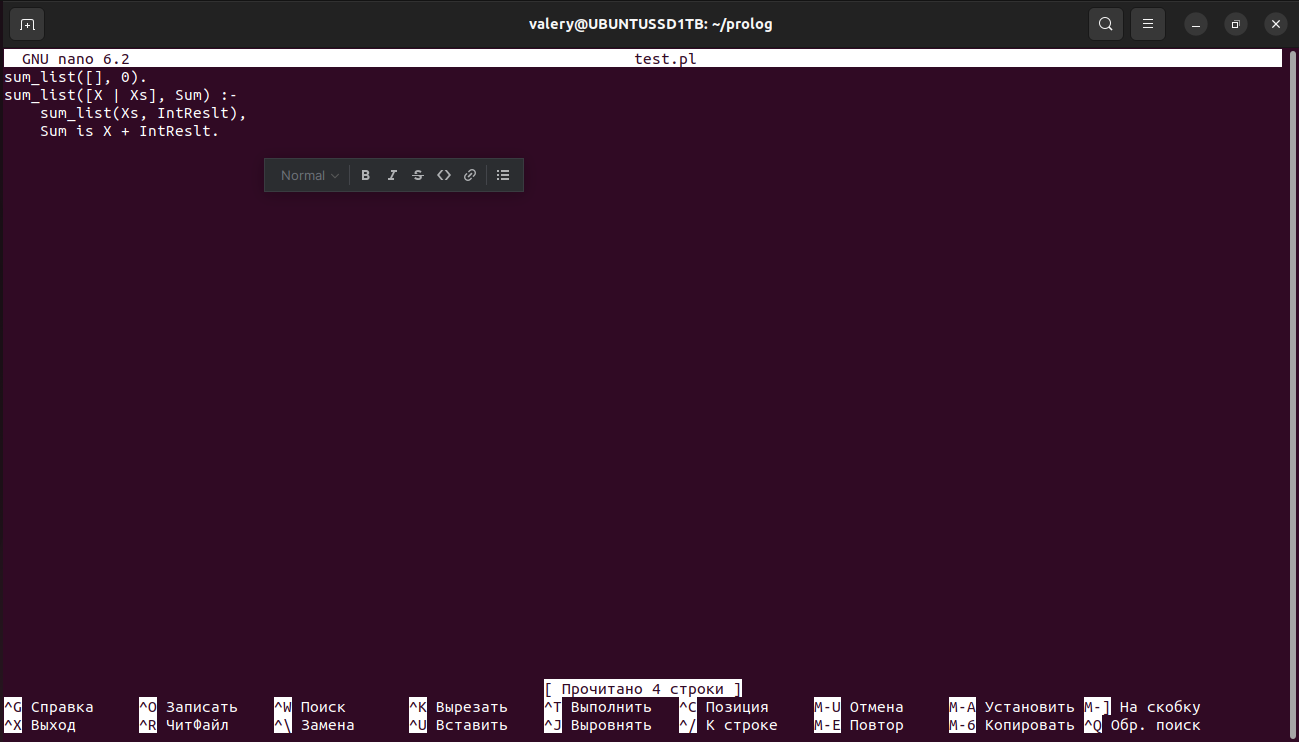 valery@UBUNTUSSD1TB: ~/prolog
GNU nano 6.2 test.pl
sum_list([], 0).
sum_list([X | Xs], Sum) :-
    sum_list(Xs, IntReslt),
    Sum is X + IntReslt.
Normal B I S <>
[ Прочитано 4 строки ]
^G Справка ^O Записать ^W Поиск ^K Вырезать ^T Выполнить ^C Позиция M-U Отмена M-A Установить M-] На скобку
^X Выход ^R ЧитФайл ^\ Замена ^U Вставить ^J Выровнять ^/ К строке M-E Повтор M-6 Копировать ^Q Обр. поиск